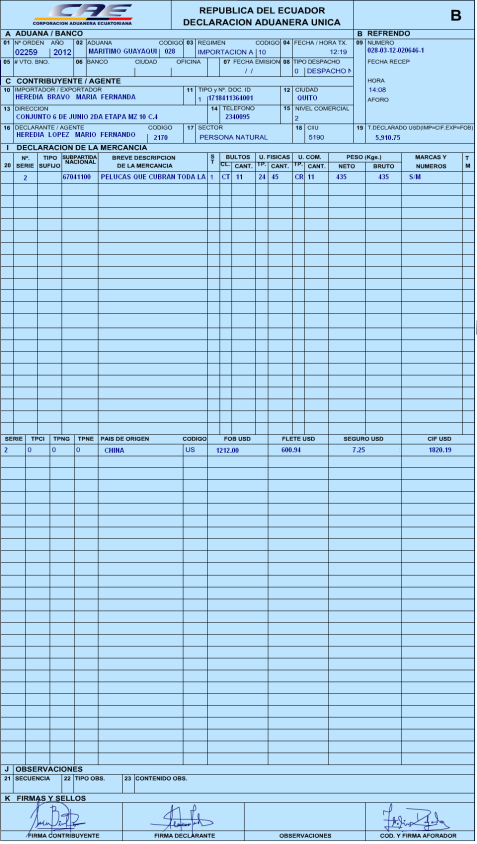 CAE
CORPORACION ADUANERA ECUATORIANA
REPUBLICA DEL ECUADOR
DECLARACION ADUANERA UNICA
B
A ADUANA / BANCO
B REFRENDO
01 Nº ORDEN AÑO 02 ADUANA CODIGO 03 REGIMEN CODIGO 04 FECHA / HORA TX. 09 NUMERO
02259 2012 MARITIMO GUAYAQUI 028 IMPORTACION A 10 12:19 028-03-12-020646-1
05 # VTO. BNO. 06 BANCO CIUDAD OFICINA 07 FECHA EMISION 08 TIPO DESPACHO FECHA RECEP
/ / 0 DESPACHO N
C CONTRIBUYENTE / AGENTE
HORA
10 IMPORTADOR / EXPORTADOR 11 TIPO y Nº. DOC. ID 12 CIUDAD 14:08
HEREDIA BRAVO MARIA FERNANDA 1 1718411364001 QUITO AFORO
13 DIRECCION 14 TELEFONO 15 NIVEL COMERCIAL
CONJUNTO 6 DE JUNIO 2DA ETAPA MZ 10 C.4 2340095 2
16 DECLARANTE / AGENTE CODIGO 17 SECTOR 18 CIIU 19 T.DECLARADO USD(IMP=CIF,EXP=FOB)
HEREDIA LOPEZ MARIO FERNANDO 2170 PERSONA NATURAL 5190 5,910.75
I DECLARACION DE LA MERCANCIA
20 Nº. SERIE TIPO SUFIJO SUBPARTIDA NACIONAL BREVE DESCRIPCION DE LA MERCANCIA S T BULTOS U. FISICAS U. COM. PESO (Kgs.) MARCAS Y NUMEROS T M
CL. CANT. TP. CANT. TP. CANT. NETO BRUTO
2 67041100 PELUCAS QUE CUBRAN TODA LA 1 CT 11 24 45 CR 11 435 435 S/M
SERIE TPCI TPNG TPNE PAIS DE ORIGEN CODIGO FOB USD FLETE USD SEGURO USD CIF USD
2 0 0 0 CHINA US 1212.00 600.94 7.25 1820.19
J OBSERVACIONES
21 SECUENCIA 22 TIPO OBS. 23 CONTENIDO OBS.
K FIRMAS Y SELLOS
FIRMA CONTRIBUYENTE FIRMA DECLARANTE OBSERVACIONES COD. Y FIRMA AFORADOR